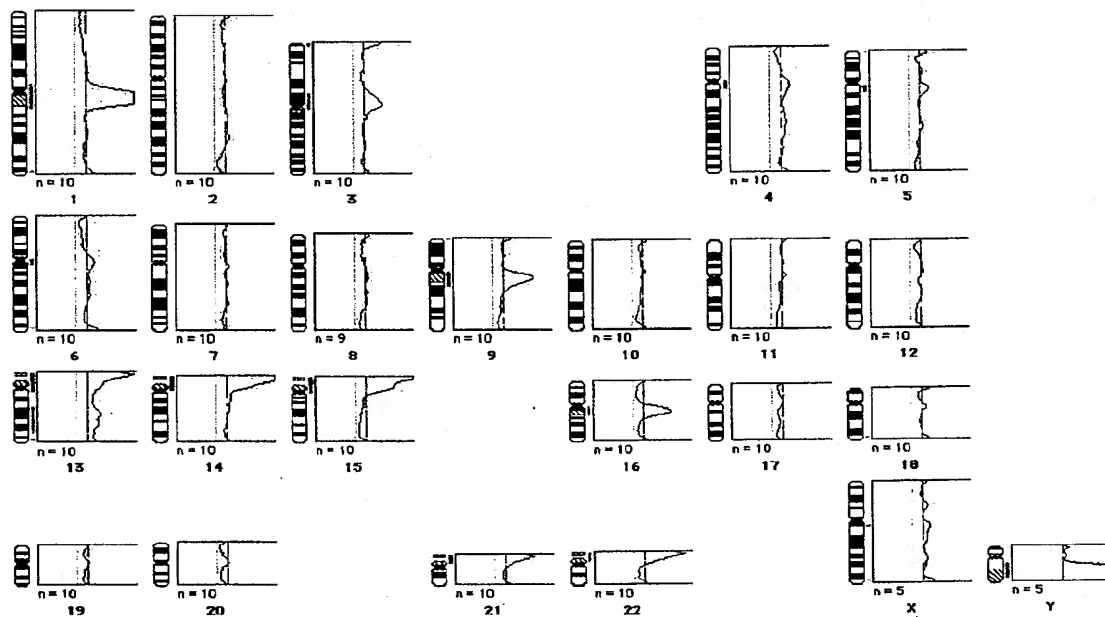 n = 10 n = 10 n = 10 n = 10 n = 10
1 2 3 4 5
n = 10 n = 10 n = 9 n = 10 n = 10 n = 10 n = 10
6 7 8 9 10 11 12
n = 10 n = 10 n = 10 n = 10 n = 10 n = 10
13 14 15 16 17 18
n = 10 n = 10 n = 10 n = 10 n = 5 n = 5
19 20 21 22 X Y